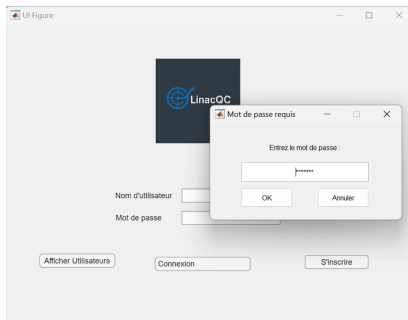 UI Figure
LinacQC
Mot de passe requis
Entrez le mot de passe :
*******
OK
Annuler
Nom d'utilisateur
Mot de passe
Afficher Utilisateurs
Connexion
S'inscrire